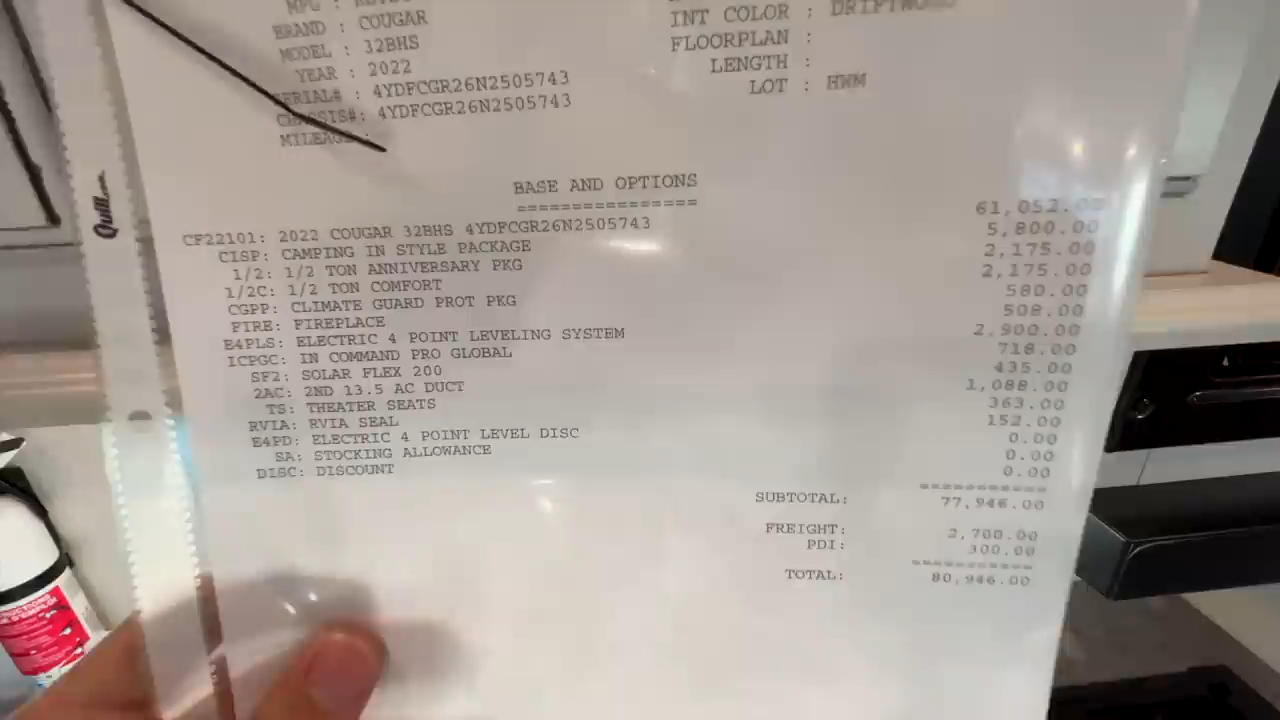 MFG :
BRAND : COUGAR
MODEL : 32BHS
YEAR : 2022
SERIAL# : 4YDFCGR26N2505743
CHASSIS#: 4YDFCGR26N2505743
MILEAGE :
INT COLOR : DRIFTWOOD
FLOORPLAN :
LENGTH :
LOT : HWM
Quill.com
BASE AND OPTIONS
================
CF22101: 2022 COUGAR 32BHS 4YDFCGR26N2505743 61,052.00
CISP: CAMPING IN STYLE PACKAGE 5,800.00
1/2: 1/2 TON ANNIVERSARY PKG 2,175.00
1/2C: 1/2 TON COMFORT 2,175.00
CGPP: CLIMATE GUARD PROT PKG 580.00
FIRE: FIREPLACE 508.00
E4PLS: ELECTRIC 4 POINT LEVELING SYSTEM 2,900.00
ICPGC: IN COMMAND PRO GLOBAL 718.00
SF2: SOLAR FLEX 200 435.00
2AC: 2ND 13.5 AC DUCT 1,088.00
TS: THEATER SEATS 363.00
RVIA: RVIA SEAL 152.00
E4PD: ELECTRIC 4 POINT LEVEL DISC 0.00
SA: STOCKING ALLOWANCE 0.00
DISC: DISCOUNT 0.00
===========
SUBTOTAL: 77,946.00
FREIGHT: 2,700.00
PDI: 300.00
===========
TOTAL: 80,946.00